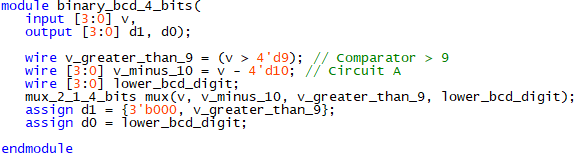 module binary_bcd_4_bits(
    input [3:0] v,
    output [3:0] d1, d0);
    wire v_greater_than_9 = (v > 4'd9); // Comparator > 9
    wire [3:0] v_minus_10 = v - 4'd10; // Circuit A
    wire [3:0] lower_bcd_digit;
    mux_2_1_4_bits mux(v, v_minus_10, v_greater_than_9, lower_bcd_digit);
    assign d1 = {3'b000, v_greater_than_9};
    assign d0 = lower_bcd_digit;
endmodule